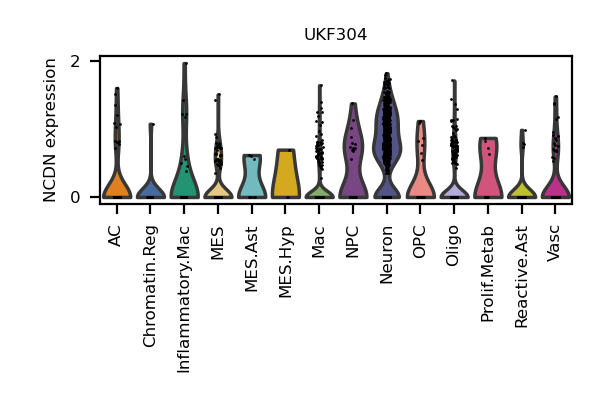 UKF304
NCDN expression
2
0
AC
Chromatin.Reg
Inflammatory.Mac
MES
MES.Ast
MES.Hyp
Mac
NPC
Neuron
OPC
Oligo
Prolif.Metab
Reactive.Ast
Vasc